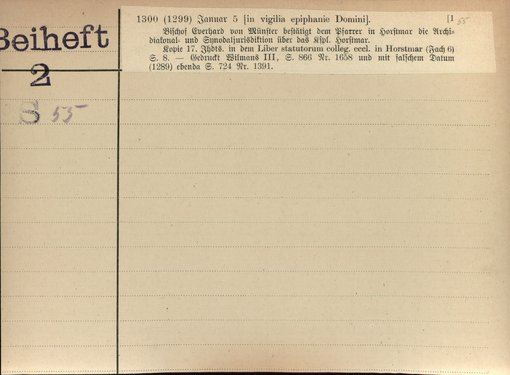 Beiheft
2
S 55
1300 (1299) Januar 5 [in vigilia epiphanie Domini]. [1 55
Bischof Everhard von Münster bestätigt dem Pfarrer in Horstmar die Archi-
diakonal- und Synodaljurisdiktion über das Kspl. Horstmar.
Kopie 17. Jhdts. in dem Liber statutorum colleg. eccl. in Horstmar (Fach 6)
S. 8. — Gedruckt Wilmans III, S. 866 Nr. 1658 und mit falschem Datum
(1289) ebenda S. 724 Nr. 1391.